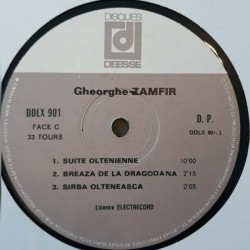 DISQUES
DEESSE
Gheorghe ZAMFIR
DDLX 901
D. P.
FACE C
33 TOURS
DDLX 901-2
1. SUITE OLTENIENNE 10'00
2. BREAZA DE LA DRAGODANA 2'15
3. SIRBA OLTENEASCA 2'05
Licence ELECTRECORD